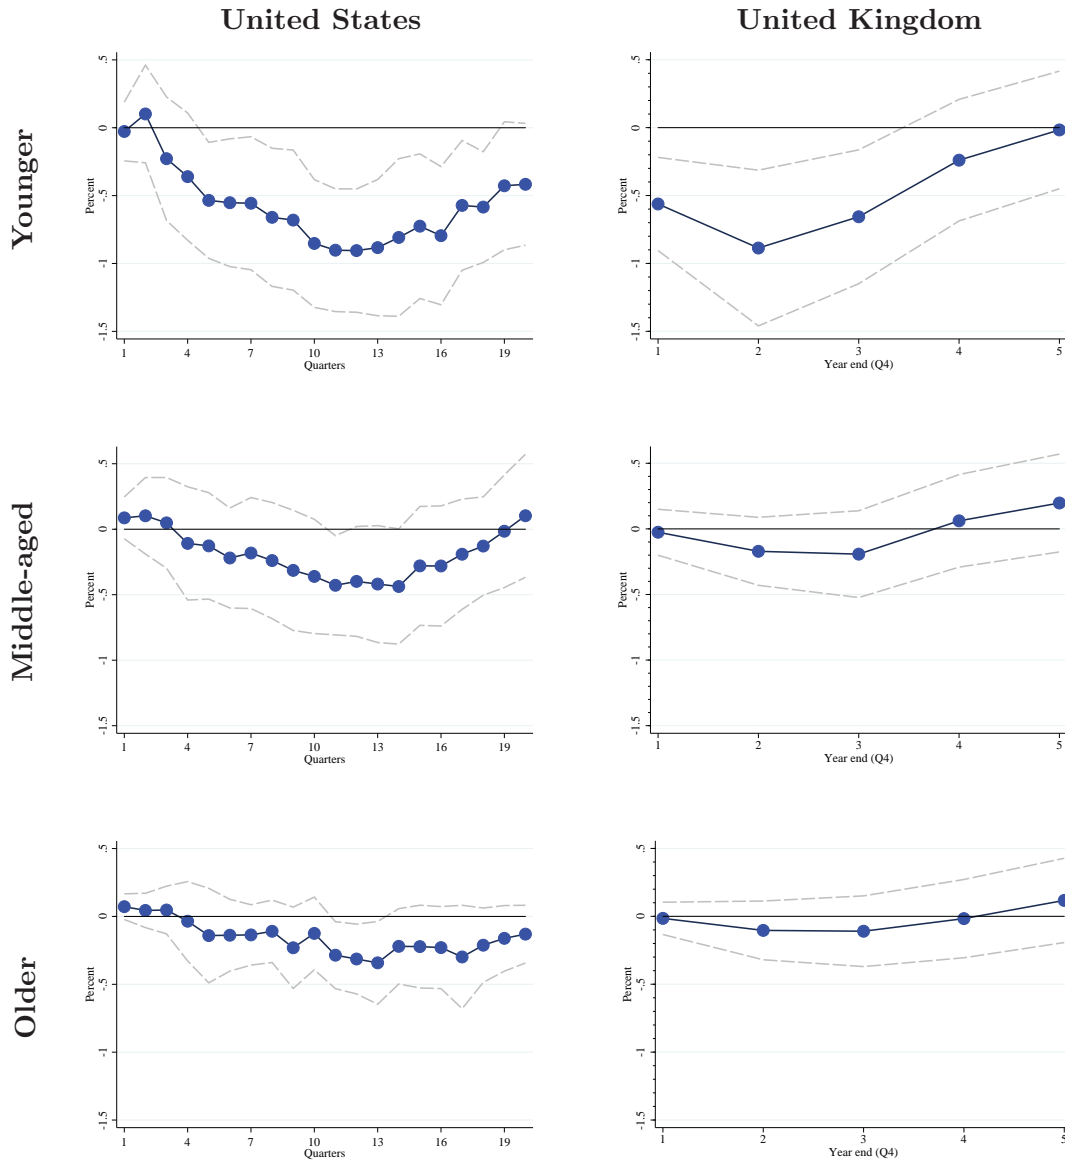 United States
United Kingdom
Younger
.5
0
-.5
-1
-1.5
Percent
1 4 7 10 13 16 19
Quarters
.5
0
-.5
-1
-1.5
Percent
1 2 3 4 5
Year end (Q4)
Middle-aged
.5
0
-.5
-1
-1.5
Percent
1 4 7 10 13 16 19
Quarters
.5
0
-.5
-1
-1.5
Percent
1 2 3 4 5
Year end (Q4)
Older
.5
0
-.5
-1
-1.5
Percent
1 4 7 10 13 16 19
Quarters
.5
0
-.5
-1
-1.5
Percent
1 2 3 4 5
Year end (Q4)